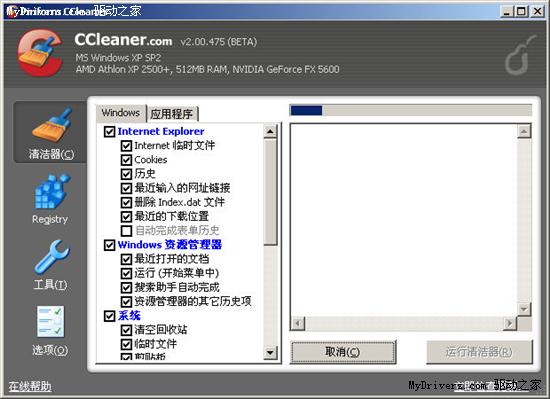 MyDrivers.com 驱动之家
CCleaner.com v2.00.475 (BETA)
MS Windows XP SP2
AMD Athlon XP 2500+, 512MB RAM, NVIDIA GeForce FX 5600
清洁器(C)
Registry
工具(T)
选项(O)
Windows
应用程序
Internet Explorer
Internet 临时文件
Cookies
历史
最近输入的网址链接
删除 Index.dat 文件
最近的下载位置
自动完成表单历史
Windows 资源管理器
最近打开的文档
运行 (开始菜单中)
搜索助手自动完成
资源管理器的其它历史项
系统
清空回收站
临时文件
剪贴板
取消(C)
运行清洁器(R)
在线帮助
MyDrivers.com 驱动之家